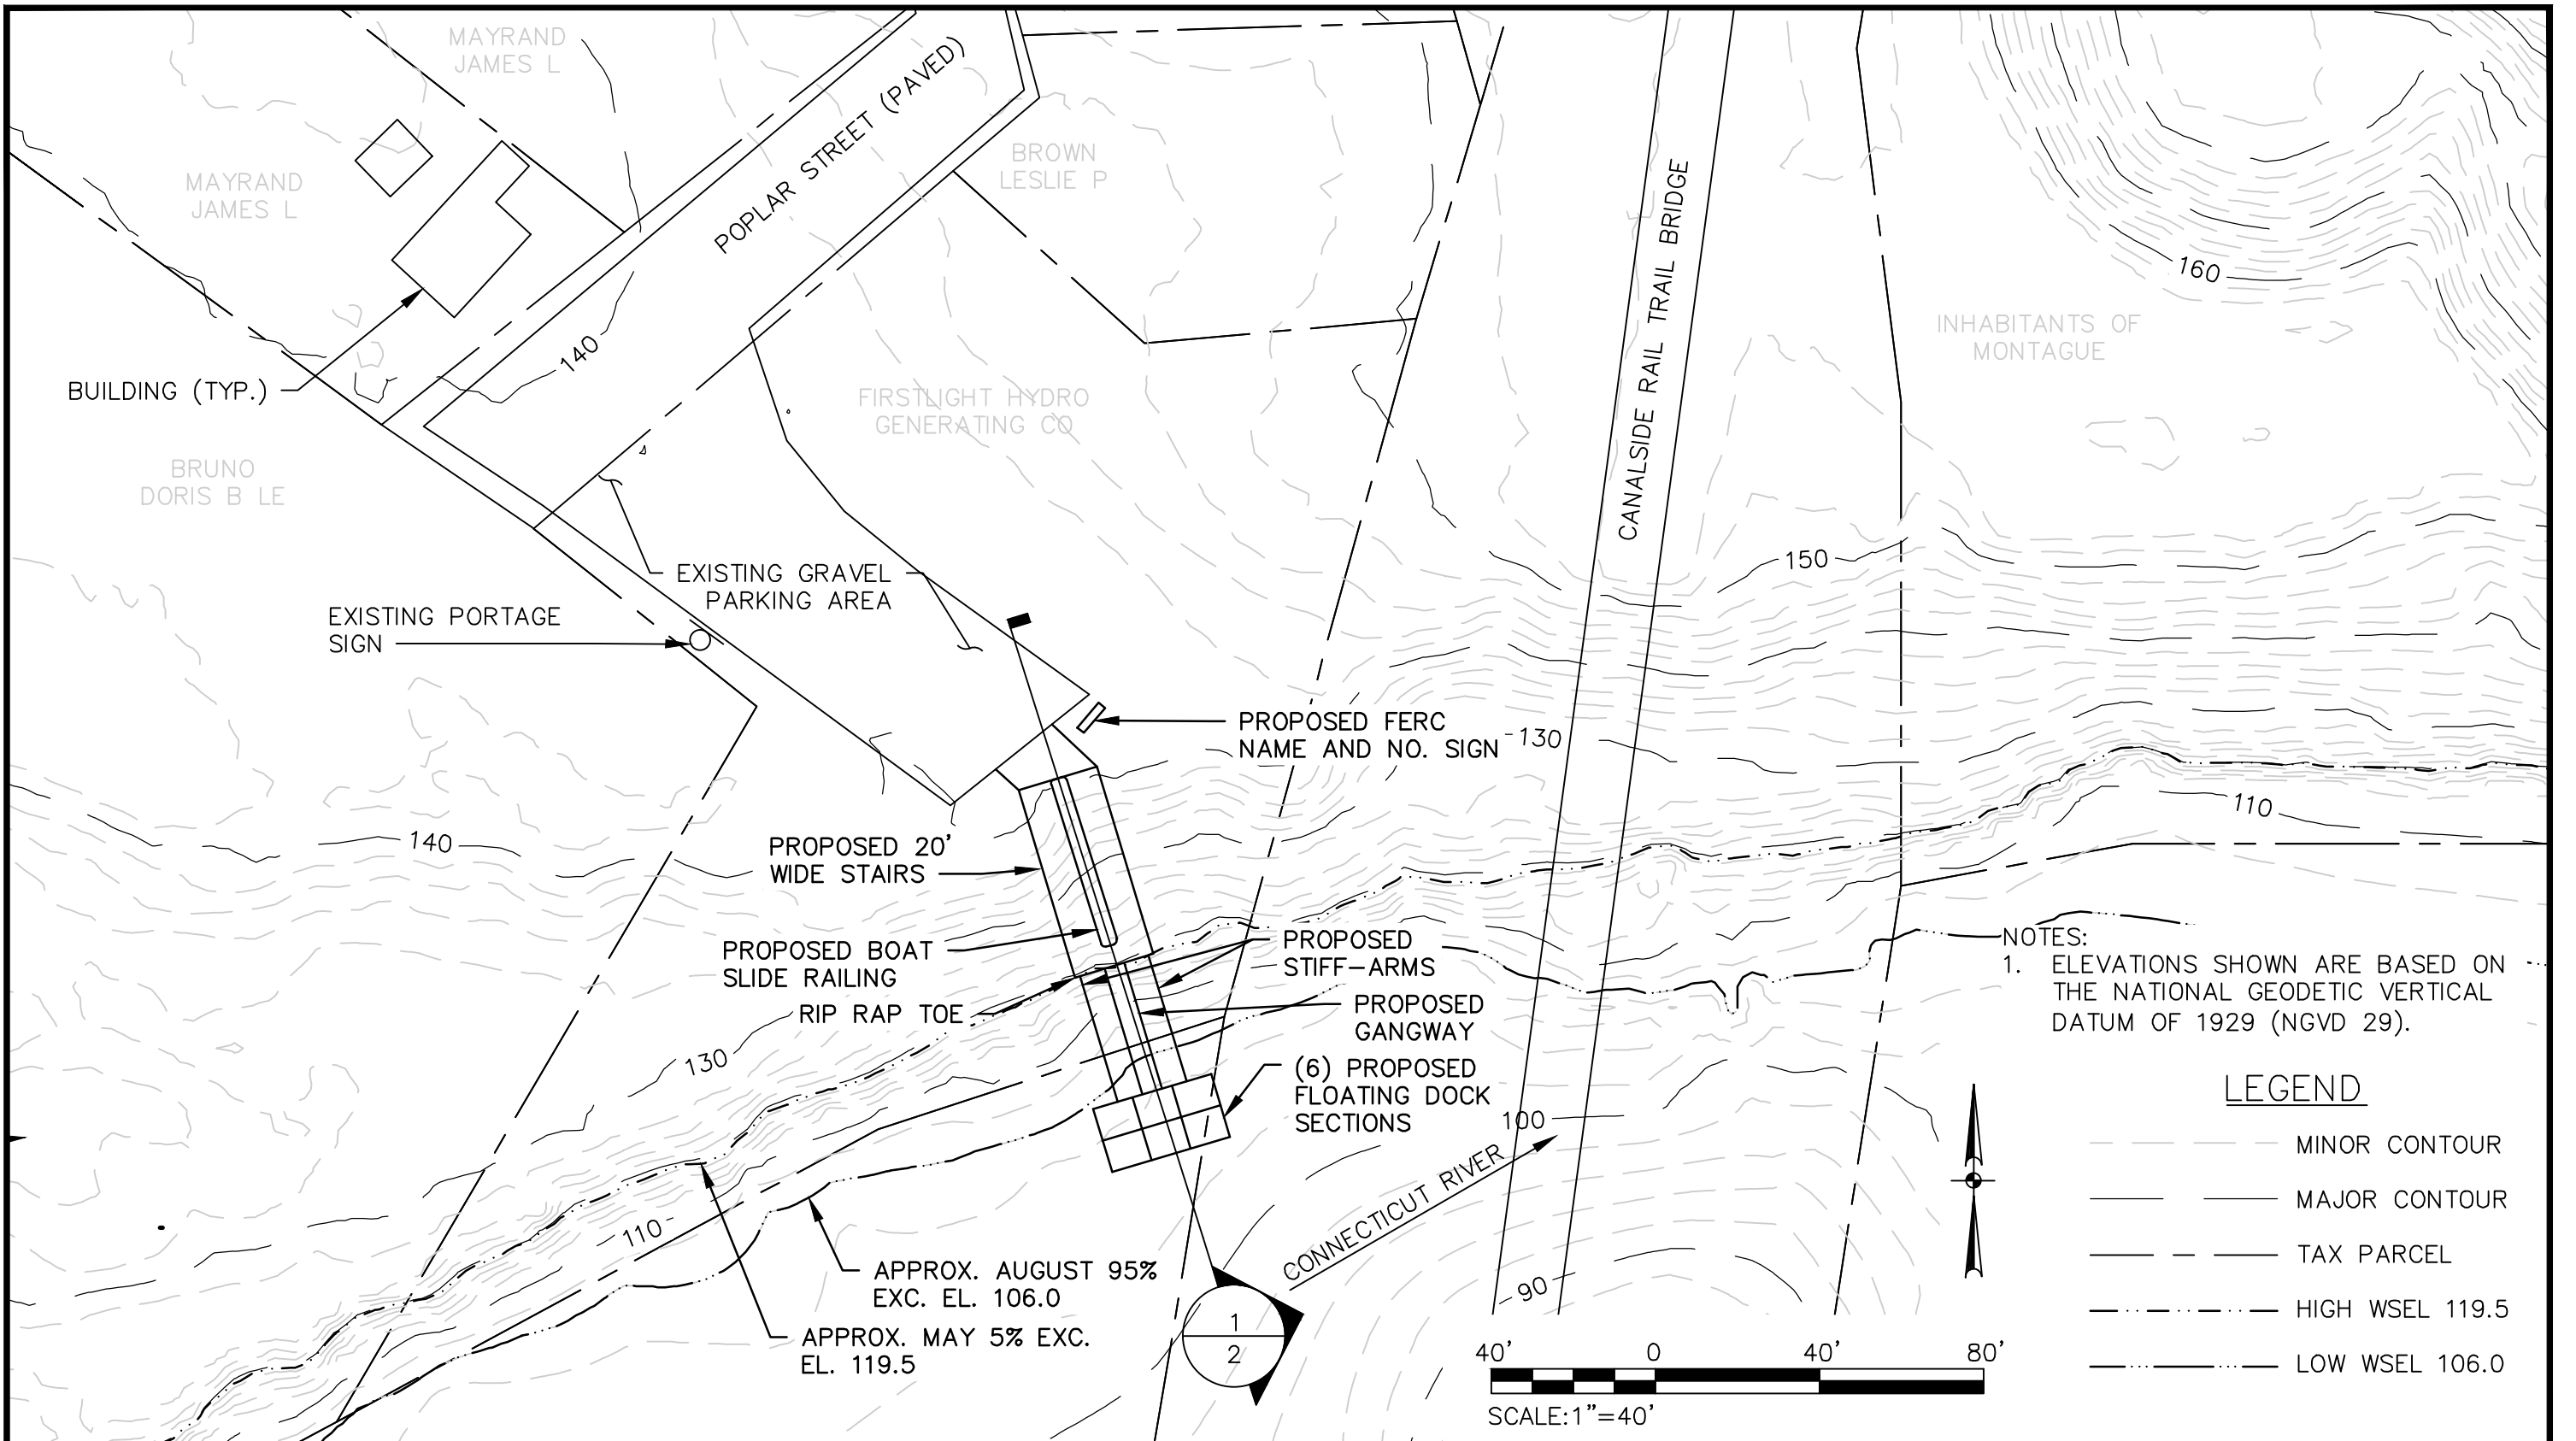 MAYRAND
JAMES L
MAYRAND
JAMES L
POPLAR STREET (PAVED)
BROWN
LESLIE P
CANALSIDE RAIL TRAIL BRIDGE
160
INHABITANTS OF
MONTAGUE
140
BUILDING (TYP.)
FIRSTLIGHT HYDRO
GENERATING CO
BRUNO
DORIS B LE
EXISTING GRAVEL
PARKING AREA
150
EXISTING PORTAGE
SIGN
PROPOSED FERC
NAME AND NO. SIGN
130
110
140
PROPOSED 20'
WIDE STAIRS
PROPOSED BOAT
SLIDE RAILING
RIP RAP TOE
PROPOSED
STIFF-ARMS
PROPOSED
GANGWAY
(6) PROPOSED
FLOATING DOCK
SECTIONS
130
100
110
CONNECTICUT RIVER
90
APPROX. AUGUST 95%
EXC. EL. 106.0
APPROX. MAY 5% EXC.
EL. 119.5
1
2
NOTES:
1. ELEVATIONS SHOWN ARE BASED ON
THE NATIONAL GEODETIC VERTICAL
DATUM OF 1929 (NGVD 29).
LEGEND
MINOR CONTOUR
MAJOR CONTOUR
TAX PARCEL
HIGH WSEL 119.5
LOW WSEL 106.0
40' 0 40' 80'
SCALE:1"=40'